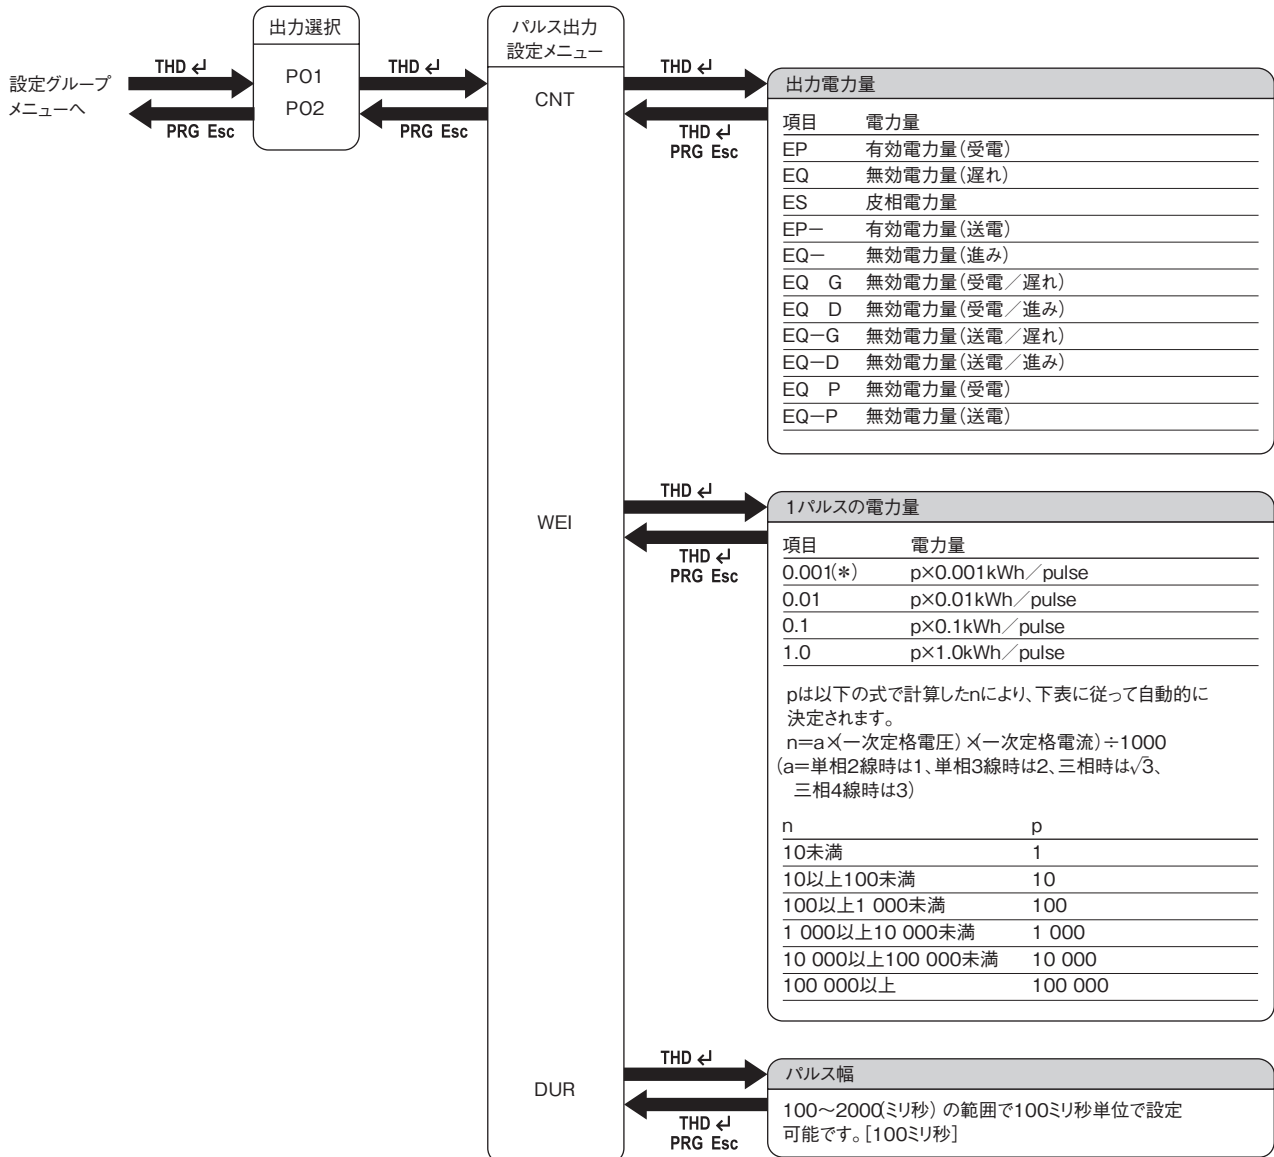 設定グループ
メニューへ
THD ↵
PRG Esc
出力選択
PO1
PO2
THD ↵
PRG Esc
パルス出力
設定メニュー
CNT
THD ↵
THD ↵
PRG Esc
出力電力量
項目 電力量
EP 有効電力量(受電)
EQ 無効電力量(遅れ)
ES 皮相電力量
EP− 有効電力量(送電)
EQ− 無効電力量(進み)
EQ G 無効電力量(受電／遅れ)
EQ D 無効電力量(受電／進み)
EQ−G 無効電力量(送電／遅れ)
EQ−D 無効電力量(送電／進み)
EQ P 無効電力量(受電)
EQ−P 無効電力量(送電)
WEI
THD ↵
THD ↵
PRG Esc
1パルスの電力量
項目 電力量
0.001(*) p×0.001kWh／pulse
0.01 p×0.01kWh／pulse
0.1 p×0.1kWh／pulse
1.0 p×1.0kWh／pulse
pは以下の式で計算したnにより、下表に従って自動的に
決定されます。
n=a×(一次定格電圧)×(一次定格電流)÷1000
(a=単相2線時は1、単相3線時は2、三相時は√3、
三相4線時は3)
n p
10未満 1
10以上100未満 10
100以上1 000未満 100
1 000以上10 000未満 1 000
10 000以上100 000未満 10 000
100 000以上 100 000
DUR
THD ↵
THD ↵
PRG Esc
パルス幅
100〜2000(ミリ秒)の範囲で100ミリ秒単位で設定
可能です。[100ミリ秒]